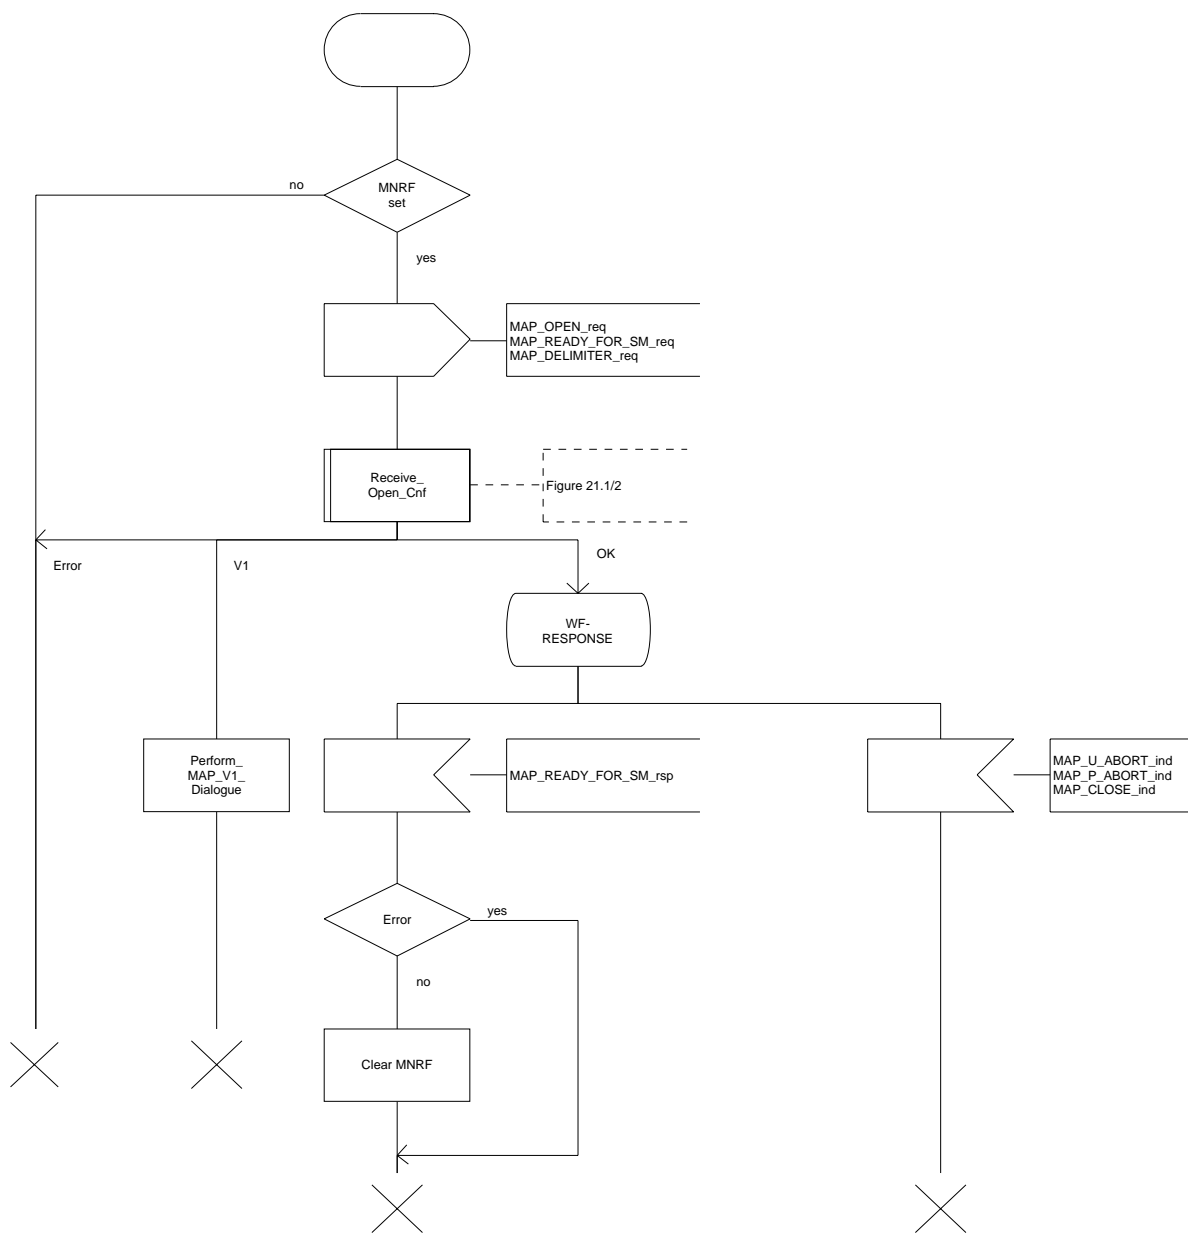 no
MNRF
set
yes
MAP_OPEN_req
MAP_READY_FOR_SM_req
MAP_DELIMITER_req
Receive_
Open_Cnf
Figure 21.1/2
Error
V1
OK
WF-
RESPONSE
Perform_
MAP_V1_
Dialogue
MAP_READY_FOR_SM_rsp
MAP_U_ABORT_ind
MAP_P_ABORT_ind
MAP_CLOSE_ind
Error
yes
no
Clear MNRF